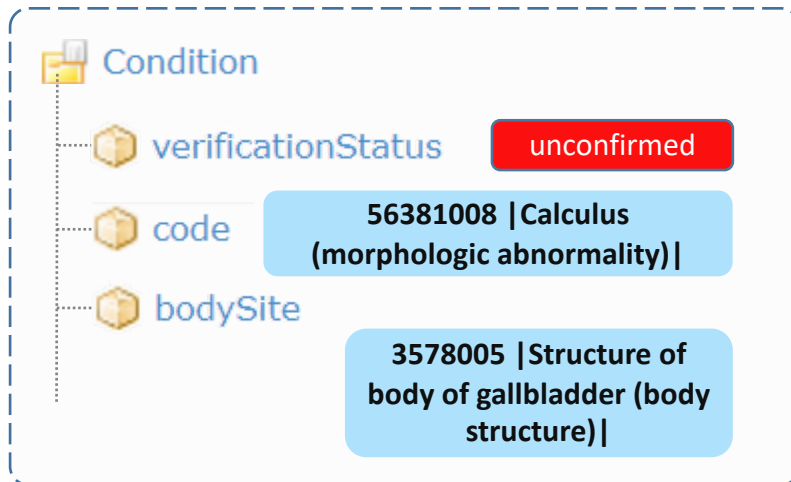 Condition
verificationStatus unconfirmed
code 56381008 |Calculus
(morphologic abnormality)|
bodySite
3578005 |Structure of
body of gallbladder (body
structure)|